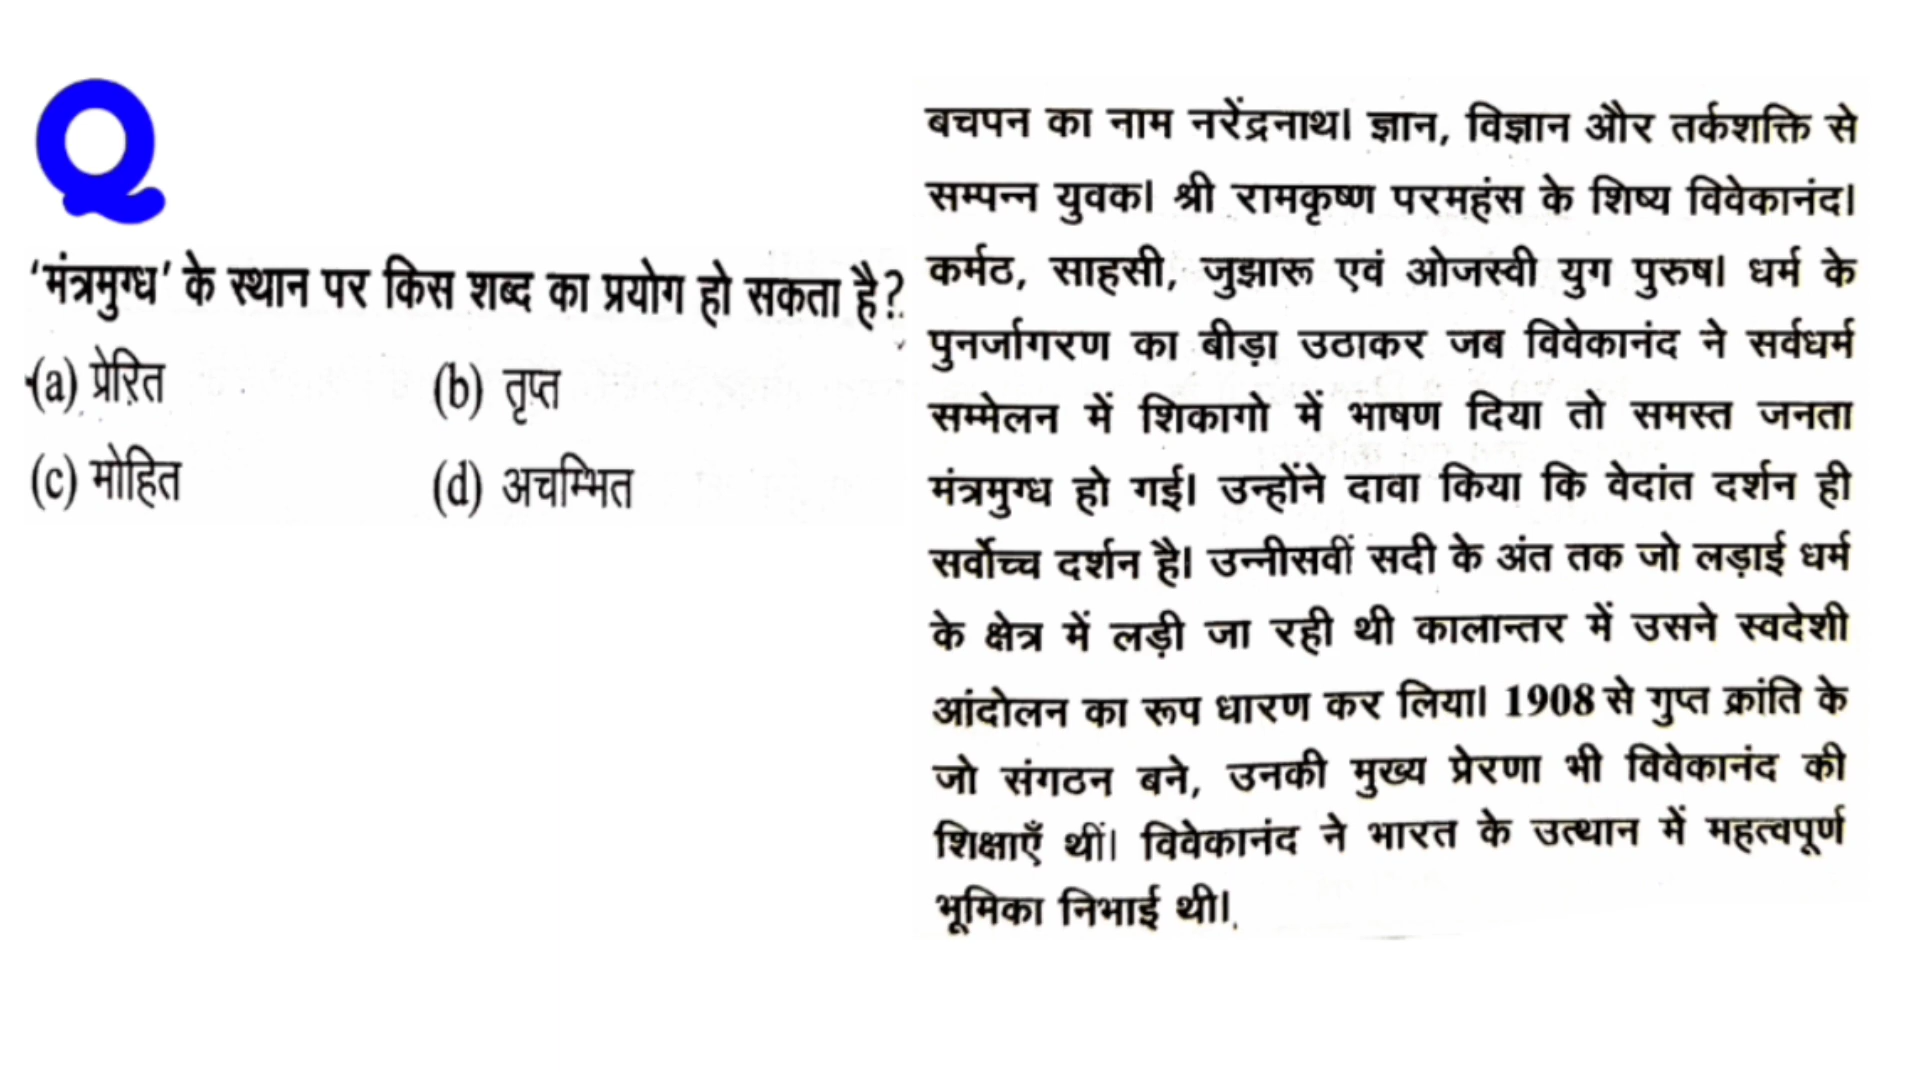 Q
'मंत्रमुग्ध' के स्थान पर किस शब्द का प्रयोग हो सकता है?
(a) प्रेरित (b) तृप्त
(c) मोहित (d) अचम्भित
बचपन का नाम नरेंद्रनाथ। ज्ञान, विज्ञान और तर्कशक्ति से
सम्पन्न युवक। श्री रामकृष्ण परमहंस के शिष्य विवेकानंद।
कर्मठ, साहसी, जुझारू एवं ओजस्वी युग पुरुष। धर्म के
पुनर्जागरण का बीड़ा उठाकर जब विवेकानंद ने सर्वधर्म
सम्मेलन में शिकागो में भाषण दिया तो समस्त जनता
मंत्रमुग्ध हो गई। उन्होंने दावा किया कि वेदांत दर्शन ही
सर्वोच्च दर्शन है। उन्नीसवीं सदी के अंत तक जो लड़ाई धर्म
के क्षेत्र में लड़ी जा रही थी कालान्तर में उसने स्वदेशी
आंदोलन का रूप धारण कर लिया। 1908 से गुप्त क्रांति के
जो संगठन बने, उनकी मुख्य प्रेरणा भी विवेकानंद की
शिक्षाएँ थीं। विवेकानंद ने भारत के उत्थान में महत्वपूर्ण
भूमिका निभाई थी।